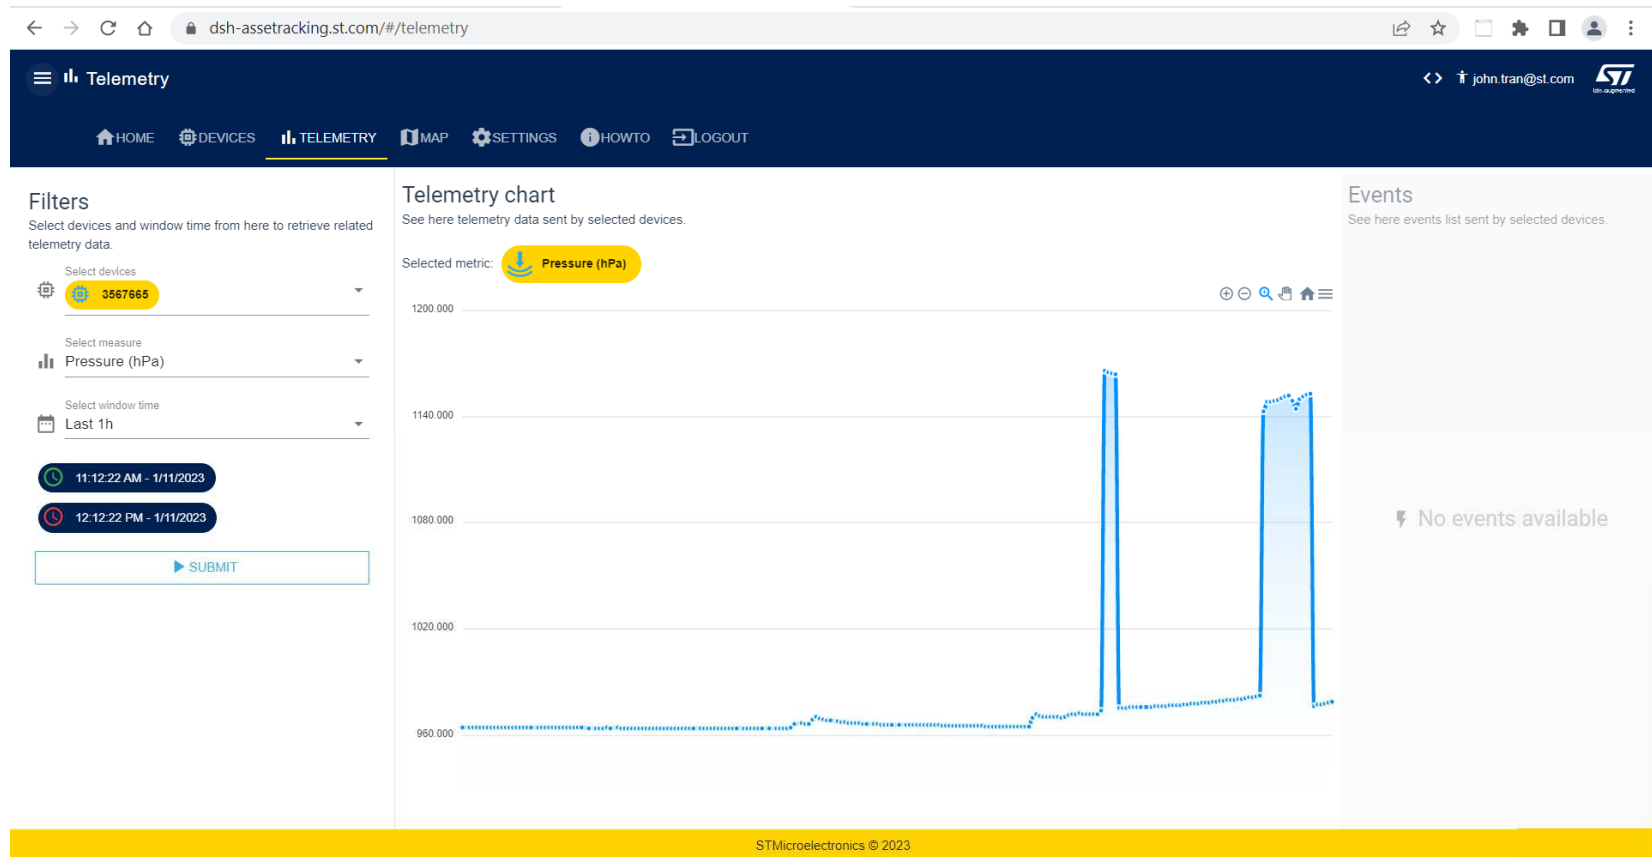 dsh-assetracking.st.com/#/telemetry
Telemetry
<> john.tran@st.com
ST
life.augmented
HOME DEVICES TELEMETRY MAP SETTINGS HOWTO LOGOUT
Filters
Select devices and window time from here to retrieve related
telemetry data.
Select devices
3567665
Select measure
Pressure (hPa)
Select window time
Last 1h
11:12:22 AM - 1/11/2023
12:12:22 PM - 1/11/2023
SUBMIT
Telemetry chart
See here telemetry data sent by selected devices.
Selected metric: Pressure (hPa)
1200.000
1140.000
1080.000
1020.000
960.000
Events
See here events list sent by selected devices.
No events available
STMicroelectronics © 2023